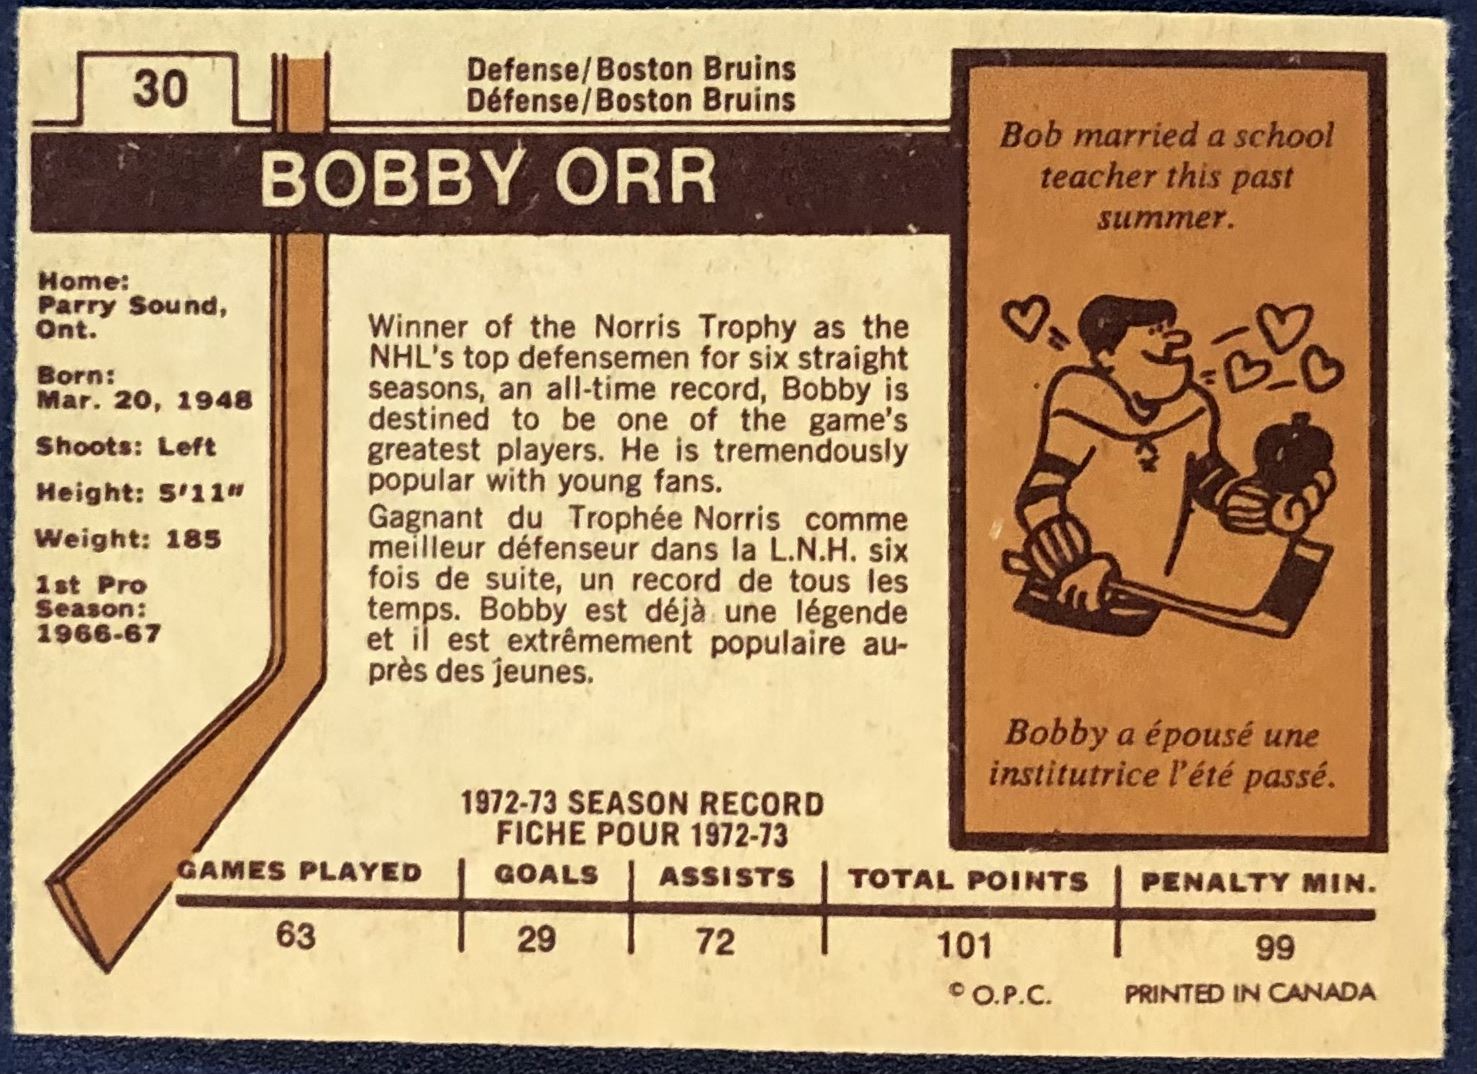 30
Defense/Boston Bruins
Défense/Boston Bruins
BOBBY ORR
Home:
Parry Sound,
Ont.
Born:
Mar. 20, 1948
Shoots: Left
Height: 5'11"
Weight: 185
1st Pro
Season:
1966-67
Winner of the Norris Trophy as the
NHL's top defensemen for six straight
seasons, an all-time record, Bobby is
destined to be one of the game's
greatest players. He is tremendously
popular with young fans.
Gagnant du Trophée Norris comme
meilleur défenseur dans la L.N.H. six
fois de suite, un record de tous les
temps. Bobby est déjà une légende
et il est extrêmement populaire au-
près des jeunes.
Bob married a school
teacher this past
summer.
Bobby a épousé une
institutrice l'été passé.
1972-73 SEASON RECORD
FICHE POUR 1972-73
GAMES PLAYED GOALS ASSISTS TOTAL POINTS PENALTY MIN.
63 29 72 101 99
© O.P.C. PRINTED IN CANADA